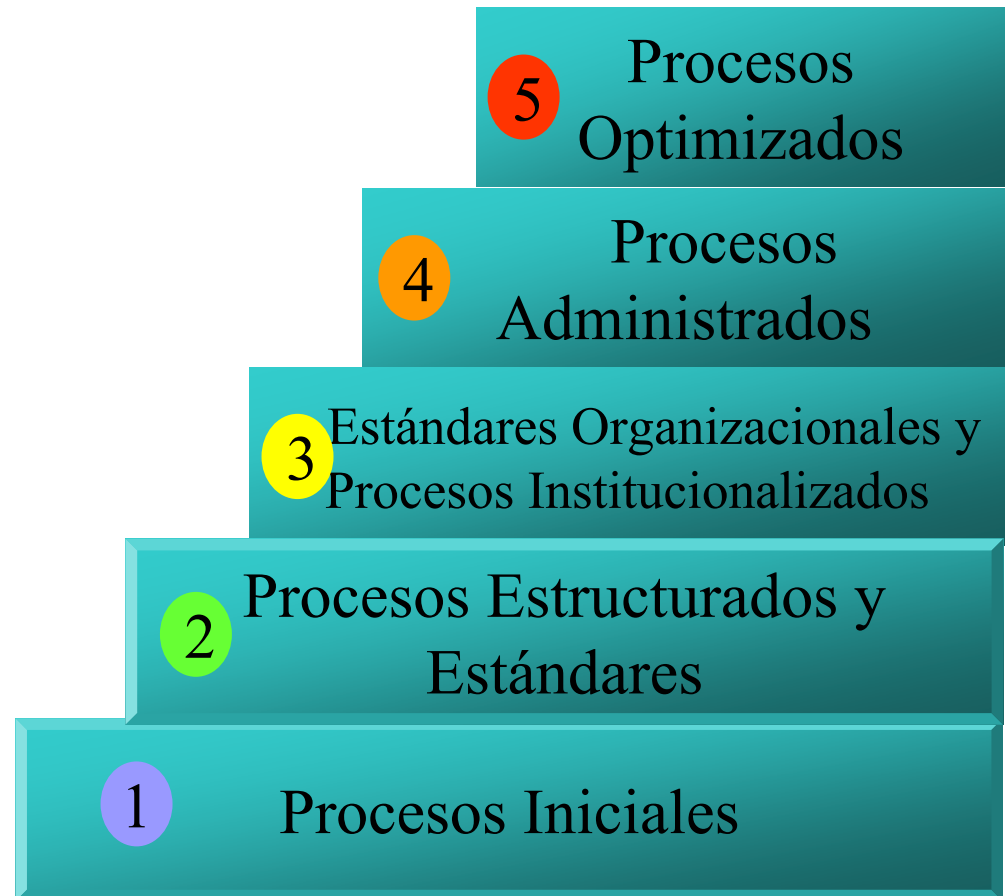 5
Procesos
Optimizados
4
Procesos
Administrados
3
Estándares Organizacionales y
Procesos Institucionalizados
2
Procesos Estructurados y
Estándares
1
Procesos Iniciales